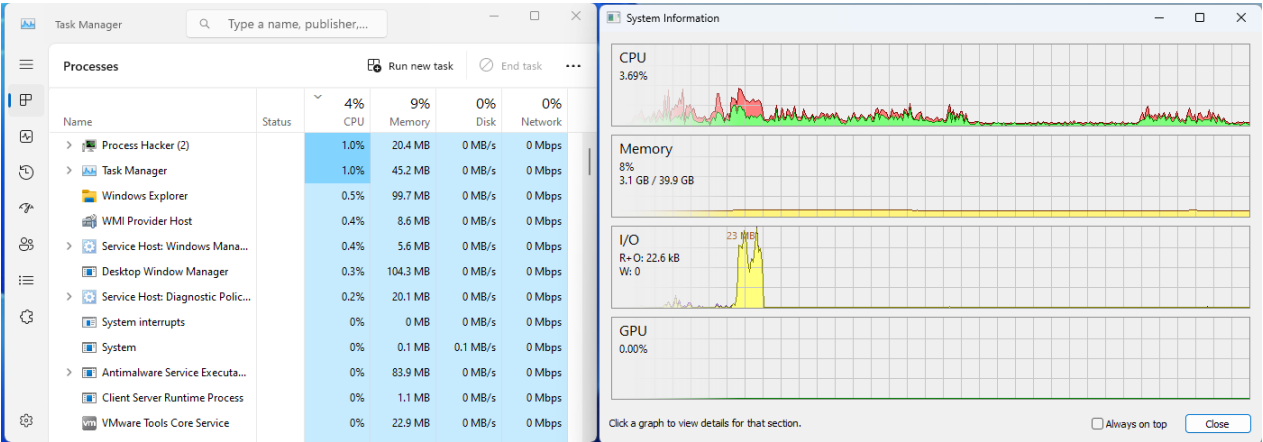 Task Manager
Type a name, publisher,...
Processes
Run new task
End task
4% 9% 0% 0%
Name Status CPU Memory Disk Network
Process Hacker (2) 1.0% 20.4 MB 0 MB/s 0 Mbps
Task Manager 1.0% 45.2 MB 0 MB/s 0 Mbps
Windows Explorer 0.5% 99.7 MB 0 MB/s 0 Mbps
WMI Provider Host 0.4% 8.6 MB 0 MB/s 0 Mbps
Service Host: Windows Mana... 0.4% 5.6 MB 0 MB/s 0 Mbps
Desktop Window Manager 0.3% 104.3 MB 0 MB/s 0 Mbps
Service Host: Diagnostic Polic... 0.2% 20.1 MB 0 MB/s 0 Mbps
System interrupts 0% 0 MB 0 MB/s 0 Mbps
System 0% 0.1 MB 0.1 MB/s 0 Mbps
Antimalware Service Executa... 0% 83.9 MB 0 MB/s 0 Mbps
Client Server Runtime Process 0% 1.1 MB 0 MB/s 0 Mbps
vm VMware Tools Core Service 0% 22.9 MB 0 MB/s 0 Mbps
System Information
CPU
3.69%
Memory
8%
3.1 GB / 39.9 GB
I/O
23 MB
R+O: 22.6 kB
W: 0
GPU
0.00%
Click a graph to view details for that section.
Always on top
Close